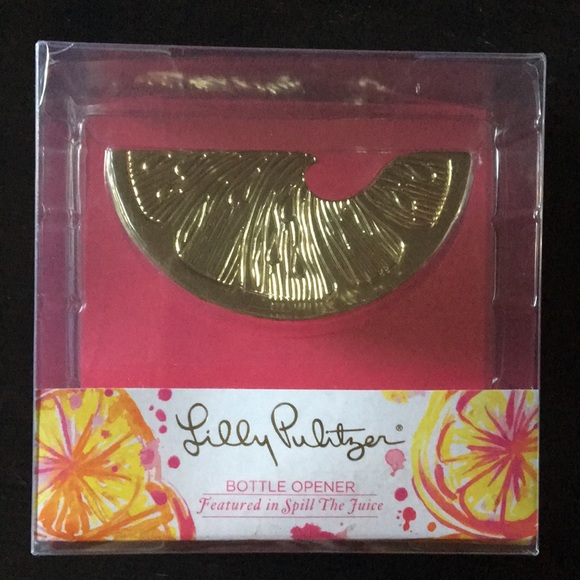 Lilly Pulitzer®
BOTTLE OPENER
Featured in Spill The Juice